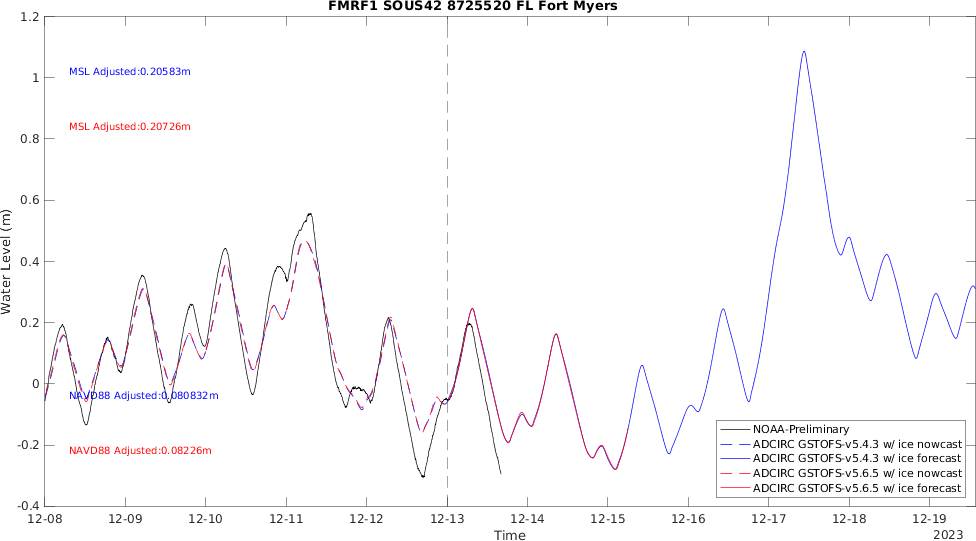 FMRF1 SOUS42 8725520 FL Fort Myers
1.2
1
0.8
0.6
0.4
0.2
0
-0.2
-0.4
Water Level (m)
MSL Adjusted:0.20583m
MSL Adjusted:0.20726m
NAVD88 Adjusted:0.080832m
NAVD88 Adjusted:0.08226m
NOAA-Preliminary
ADCIRC GSTOFS-v5.4.3 w/ ice nowcast
ADCIRC GSTOFS-v5.4.3 w/ ice forecast
ADCIRC GSTOFS-v5.6.5 w/ ice nowcast
ADCIRC GSTOFS-v5.6.5 w/ ice forecast
12-08 12-09 12-10 12-11 12-12 12-13 12-14 12-15 12-16 12-17 12-18 12-19
Time
2023